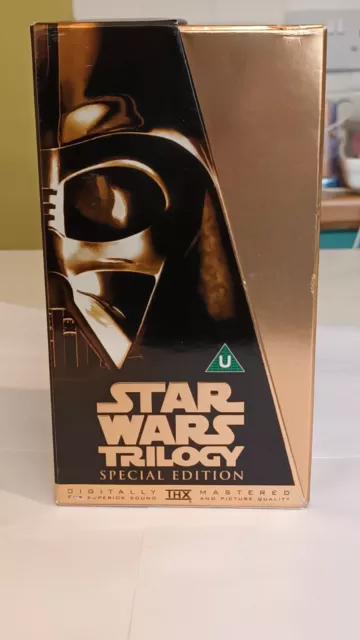 U
STAR
WARS
TRILOGY
SPECIAL EDITION
DIGITALLY THX MASTERED
FOR SUPERIOR SOUND AND PICTURE QUALITY